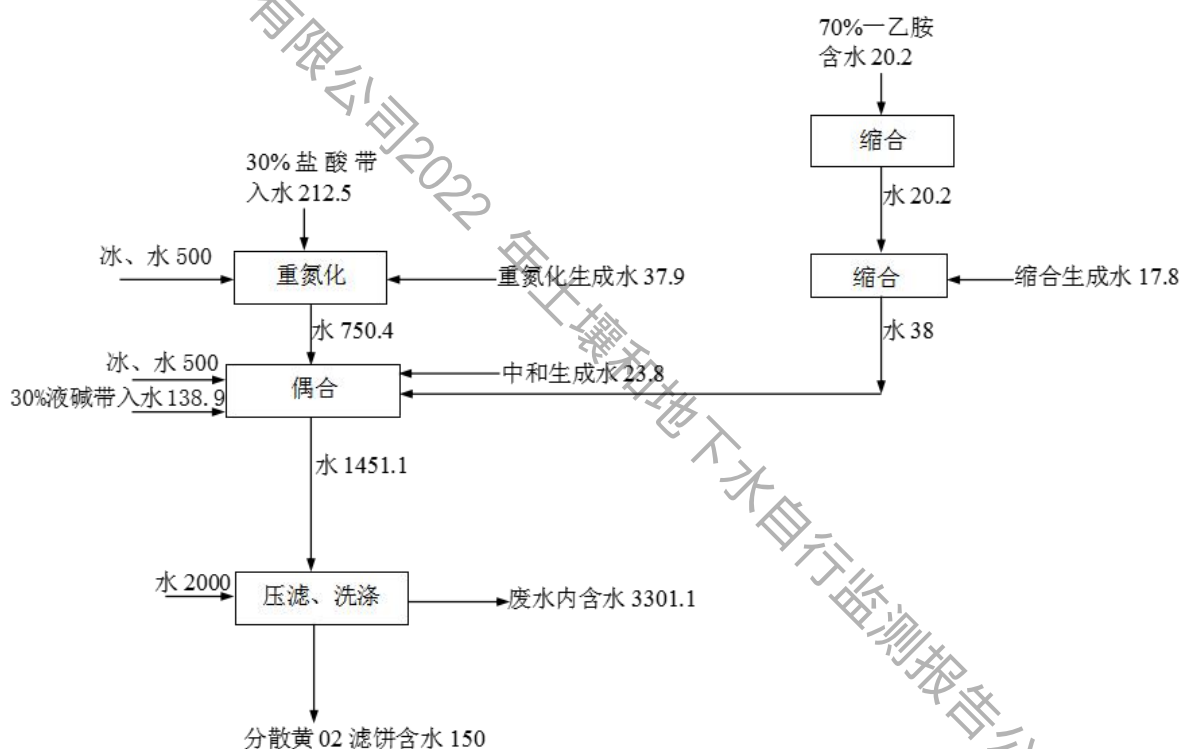 70%一乙胺
含水 20.2
缩合
水 20.2
30% 盐 酸 带
入水 212.5
冰、水 500
重氮化
重氮化生成水 37.9
缩合
缩合生成水 17.8
水 750.4
水 38
冰、水 500
中和生成水 23.8
偶合
30%液碱带入水 138.9
水 1451.1
水 2000
压滤、洗涤
废水内含水 3301.1
分散黄 02 滤饼含水 150
有限公司2022 年土壤和地下水自行监测报告公